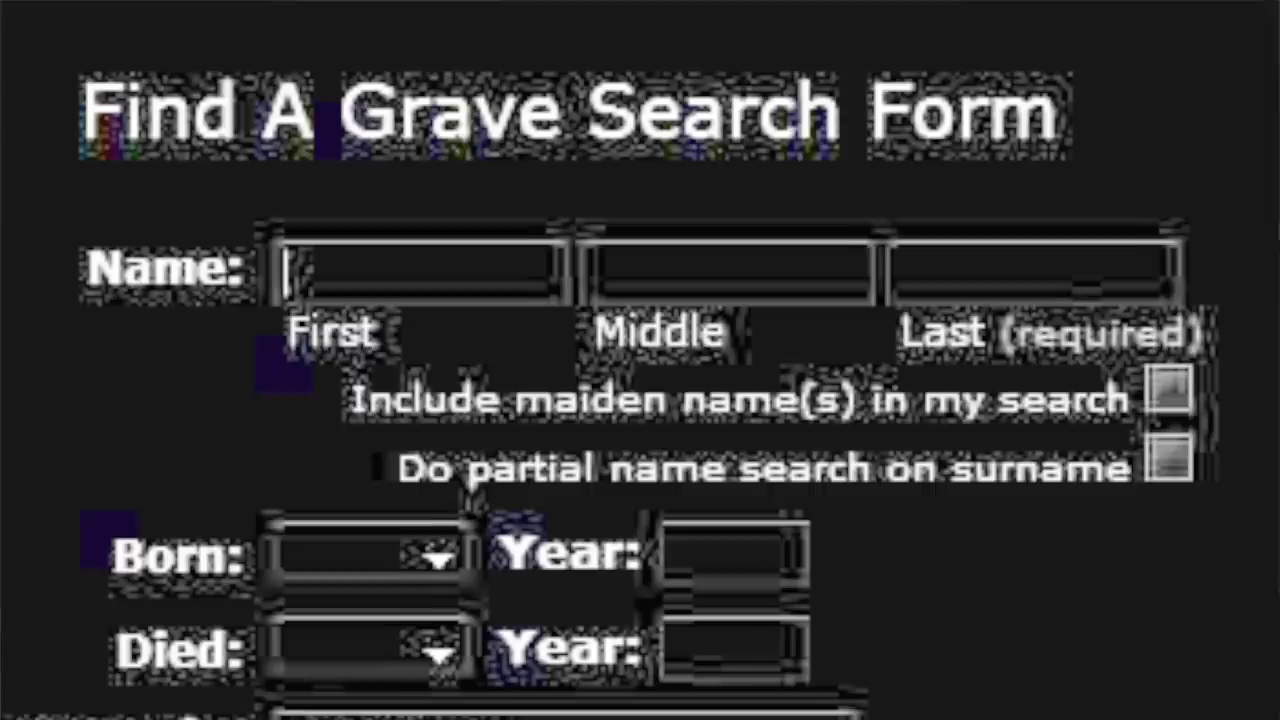 Find A Grave Search Form
Name:
First Middle Last (required)
Include maiden name(s) in my search
Do partial name search on surname
Born: Year:
Died: Year: